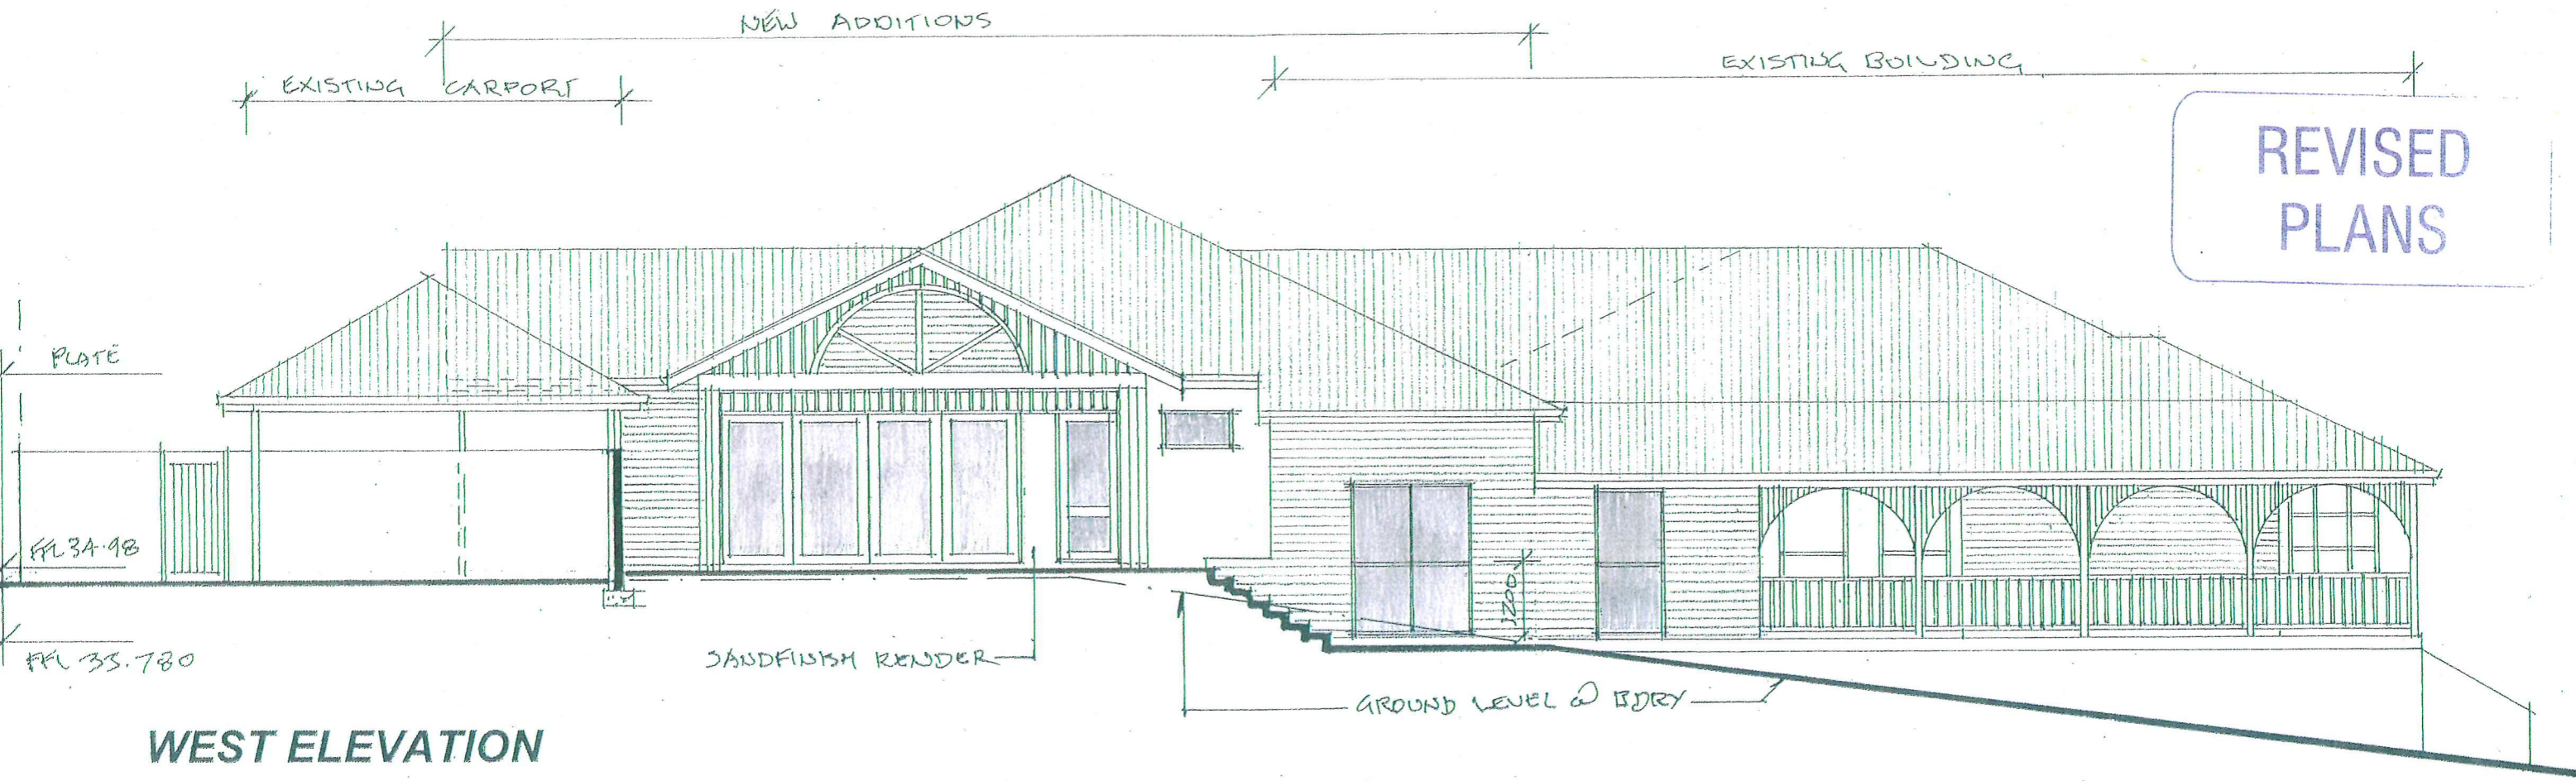 NEW ADDITIONS
EXISTING CARPORT
EXISTING BUILDING
REVISED
PLANS
PLATE
FFL 34.98
FFL 33.780
1200
SANDFINISH RENDER
GROUND LEVEL @ BDRY
WEST ELEVATION